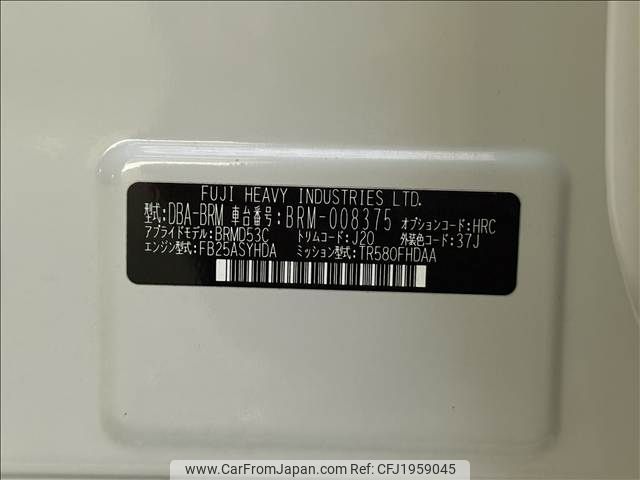 FUJI HEAVY INDUSTRIES LTD.
型式:DBA-BRM 車台番号:BRM-008375 オプションコード:HRC
アプライドモデル:BRMD53C トリムコード:J20 外装色コード:37J
エンジン型式:FB25ASYHDA ミッション型式:TR580FHDAA
www.CarFromJapan.com - Photo ID: CFJ1959045